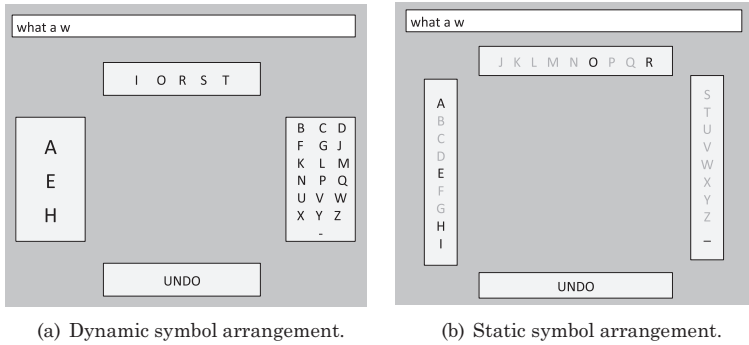 what a w
I O R S T
A
E
H
B C D
F G J
K L M
N P Q
U V W
X Y Z
-
UNDO
(a) Dynamic symbol arrangement.
what a w
J K L M N O P Q R
A
B
C
D
E
F
G
H
I
S
T
U
V
W
X
Y
Z
_
UNDO
(b) Static symbol arrangement.